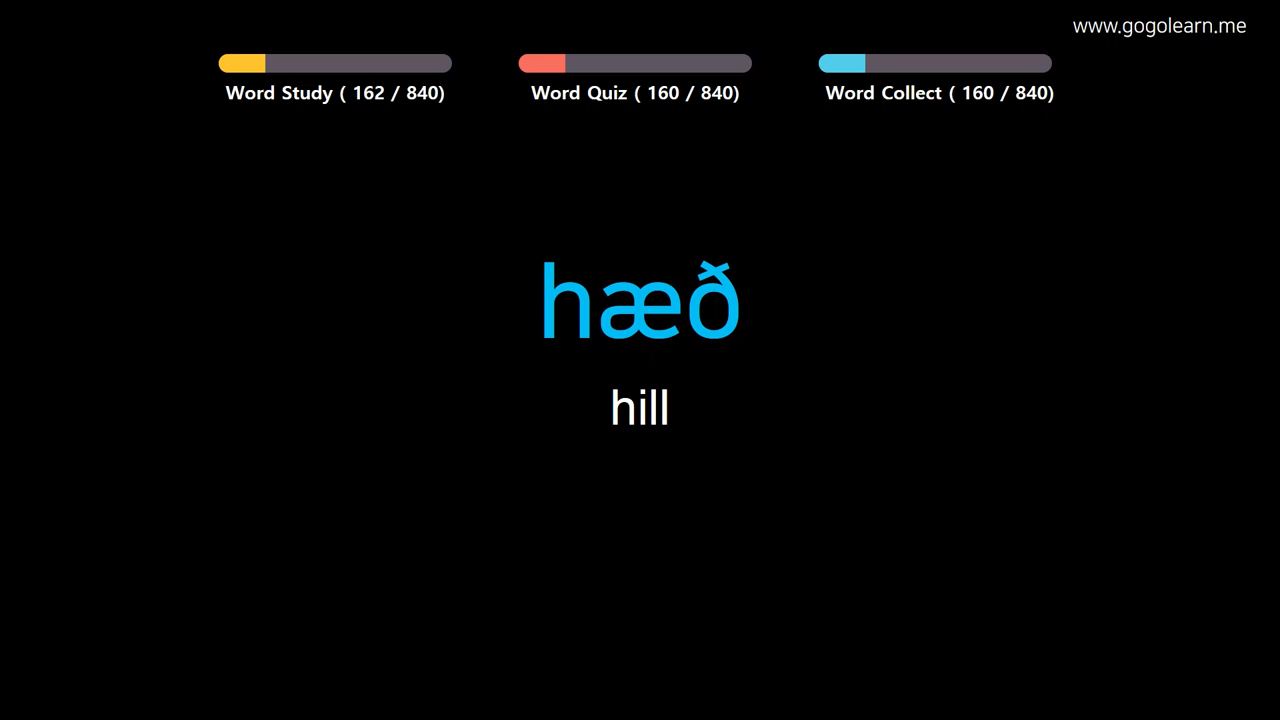 www.gogolearn.me
Word Study ( 162 / 840)
Word Quiz ( 160 / 840)
Word Collect ( 160 / 840)
hæð
hill